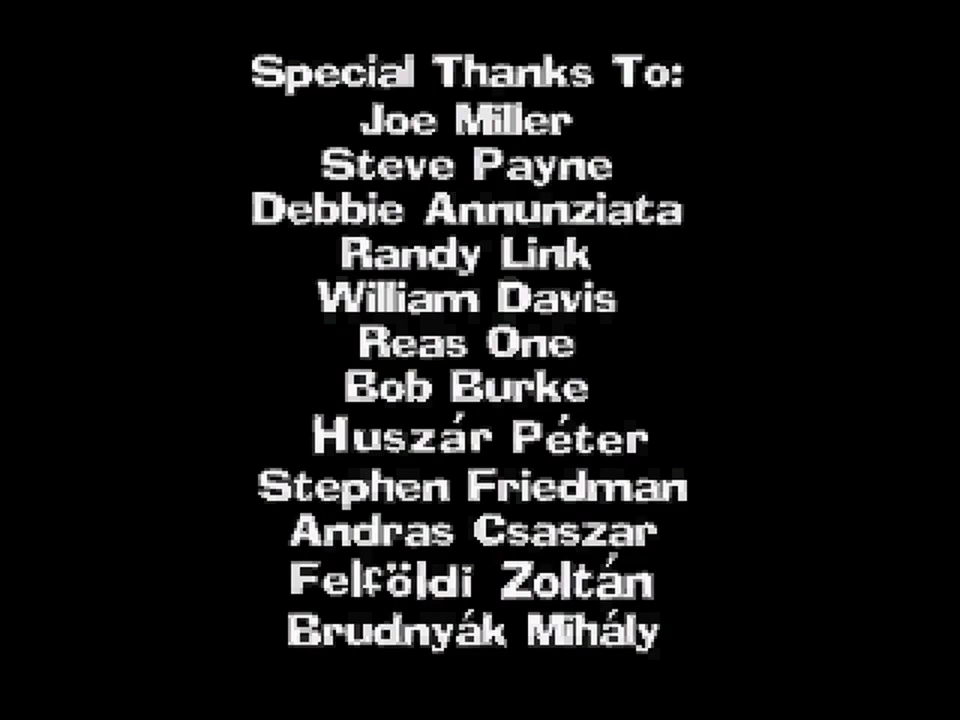 Special Thanks To:
Joe Miller
Steve Payne
Debbie Annunziata
Randy Link
William Davis
Reas One
Bob Burke
Huszár Péter
Stephen Friedman
Andras Csaszar
Felföldi Zoltán
Brudnyák Mihály